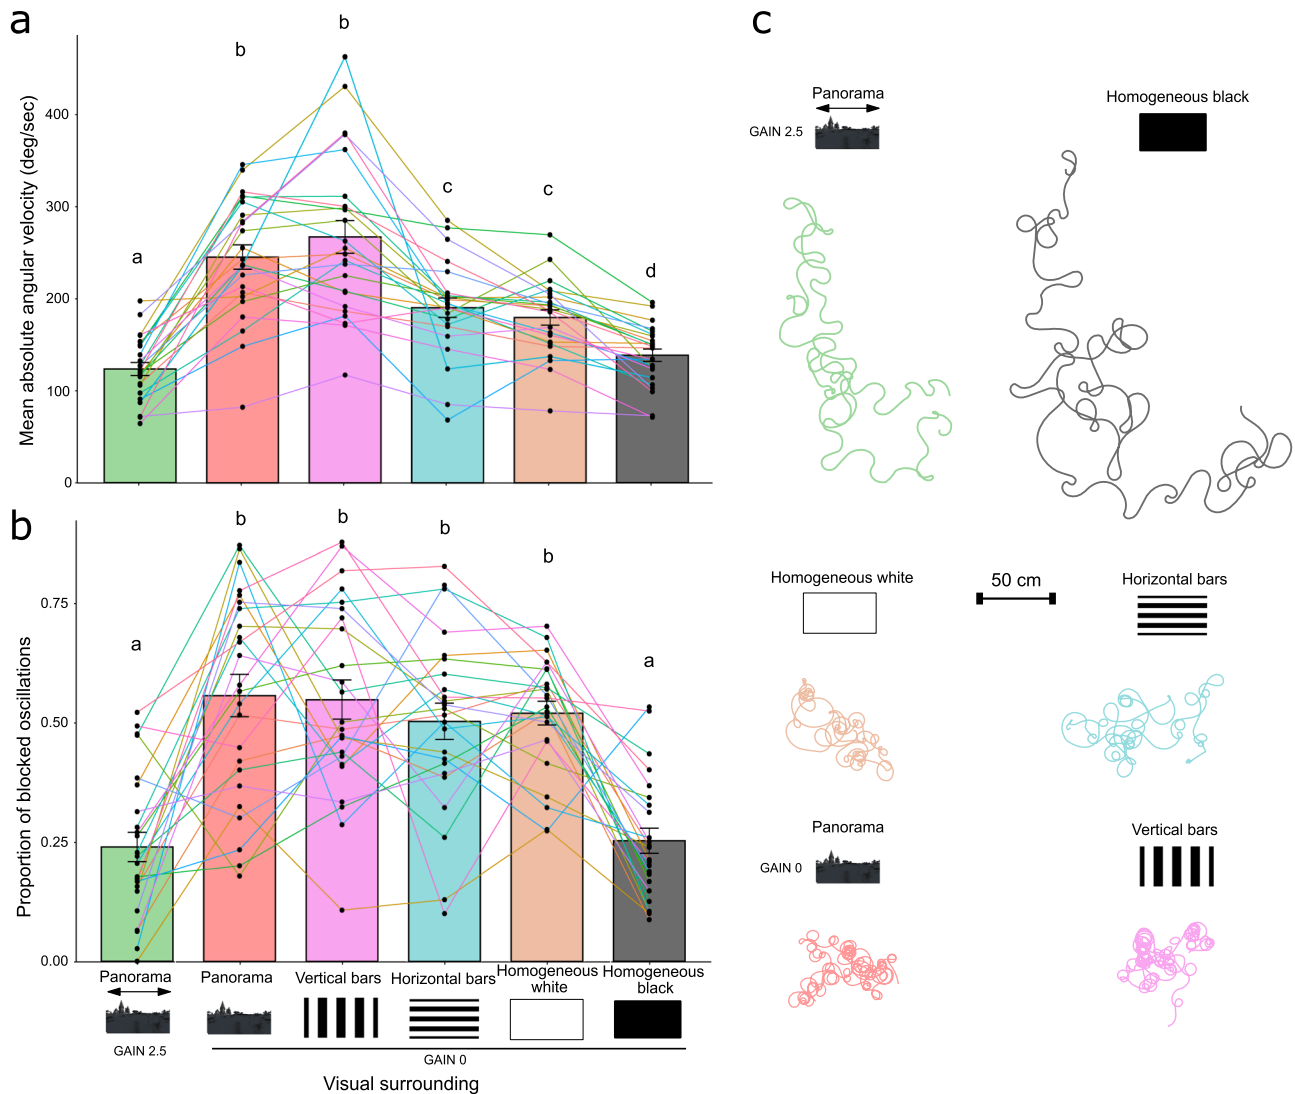 a
b
b
c
c
a
d
400
300
200
100
0
Mean absolute angular velocity (deg/sec)
b
b
b
b
b
a
a
0.75
0.50
0.25
0.00
Proportion of blocked oscillations
Panorama
Panorama
Vertical bars
Horizontal bars
Homogeneous
white
Homogeneous
black
GAIN 2.5
GAIN 0
Visual surrounding
c
Panorama
GAIN 2.5
Homogeneous black
Homogeneous white
50 cm
Horizontal bars
Panorama
GAIN 0
Vertical bars